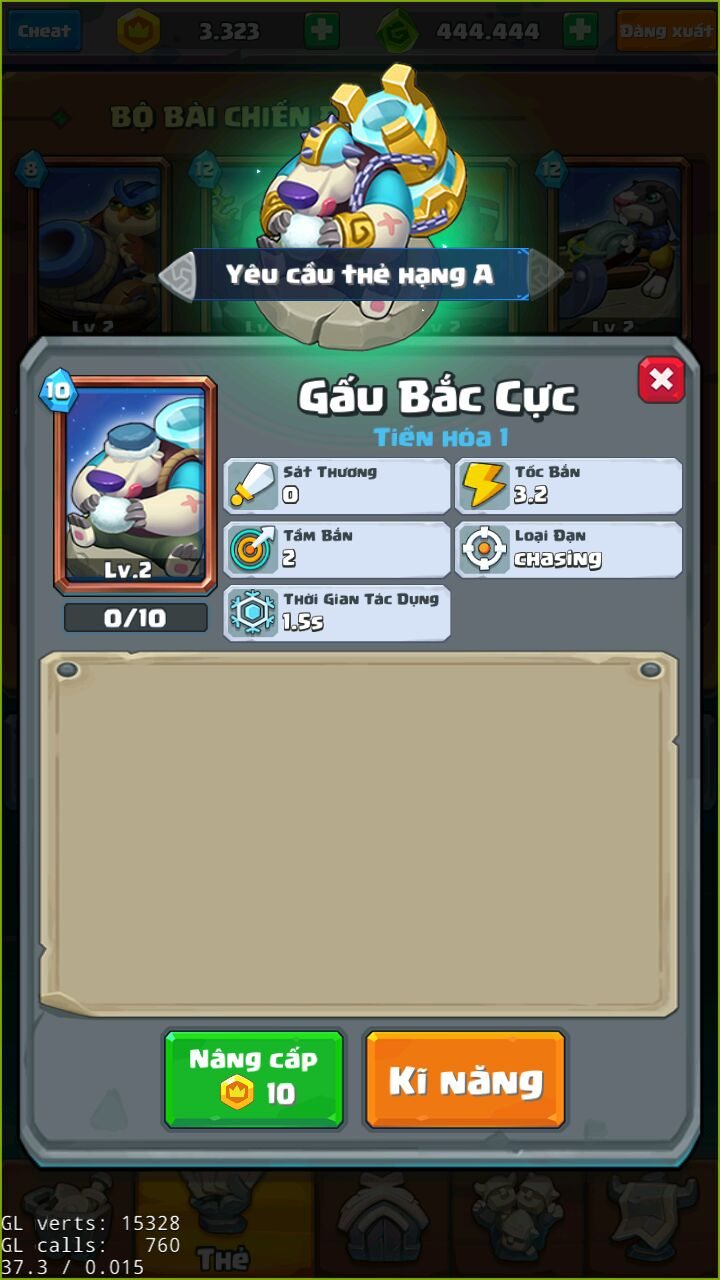 Cheat
3.323
444.444
Đăng xuất
BỘ BÀI CHIẾN
8
12
12
Lv 2
Lv 2
Yêu cầu thẻ hạng A
10
Gấu Bắc Cực
Tiến hóa 1
Sát Thương
0
Tốc Bắn
3.2
Tầm Bắn
2
Loại Đạn
chasing
Lv.2
Thời Gian Tác Dụng
1.5s
0/10
Nâng cấp
10
Kĩ năng
Thẻ
GL verts: 15328
GL calls: 760
37.3 / 0.015